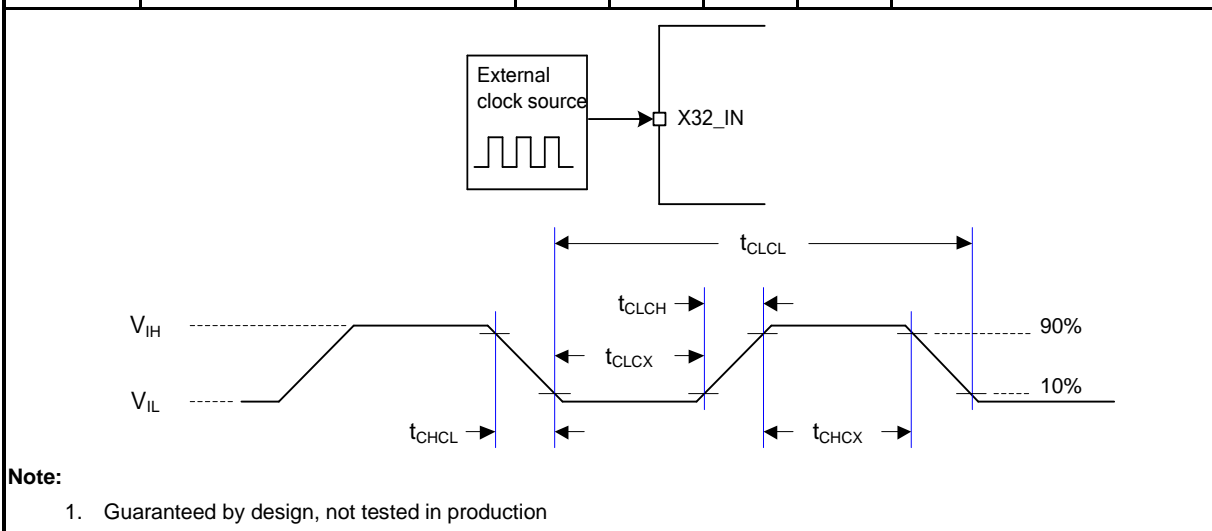 External
clock source
X32_IN
tCLCL
tCLCH
VIH
90%
tCLCX
VIL
10%
tCHCL
tCHCX
Note:
1. Guaranteed by design, not tested in production